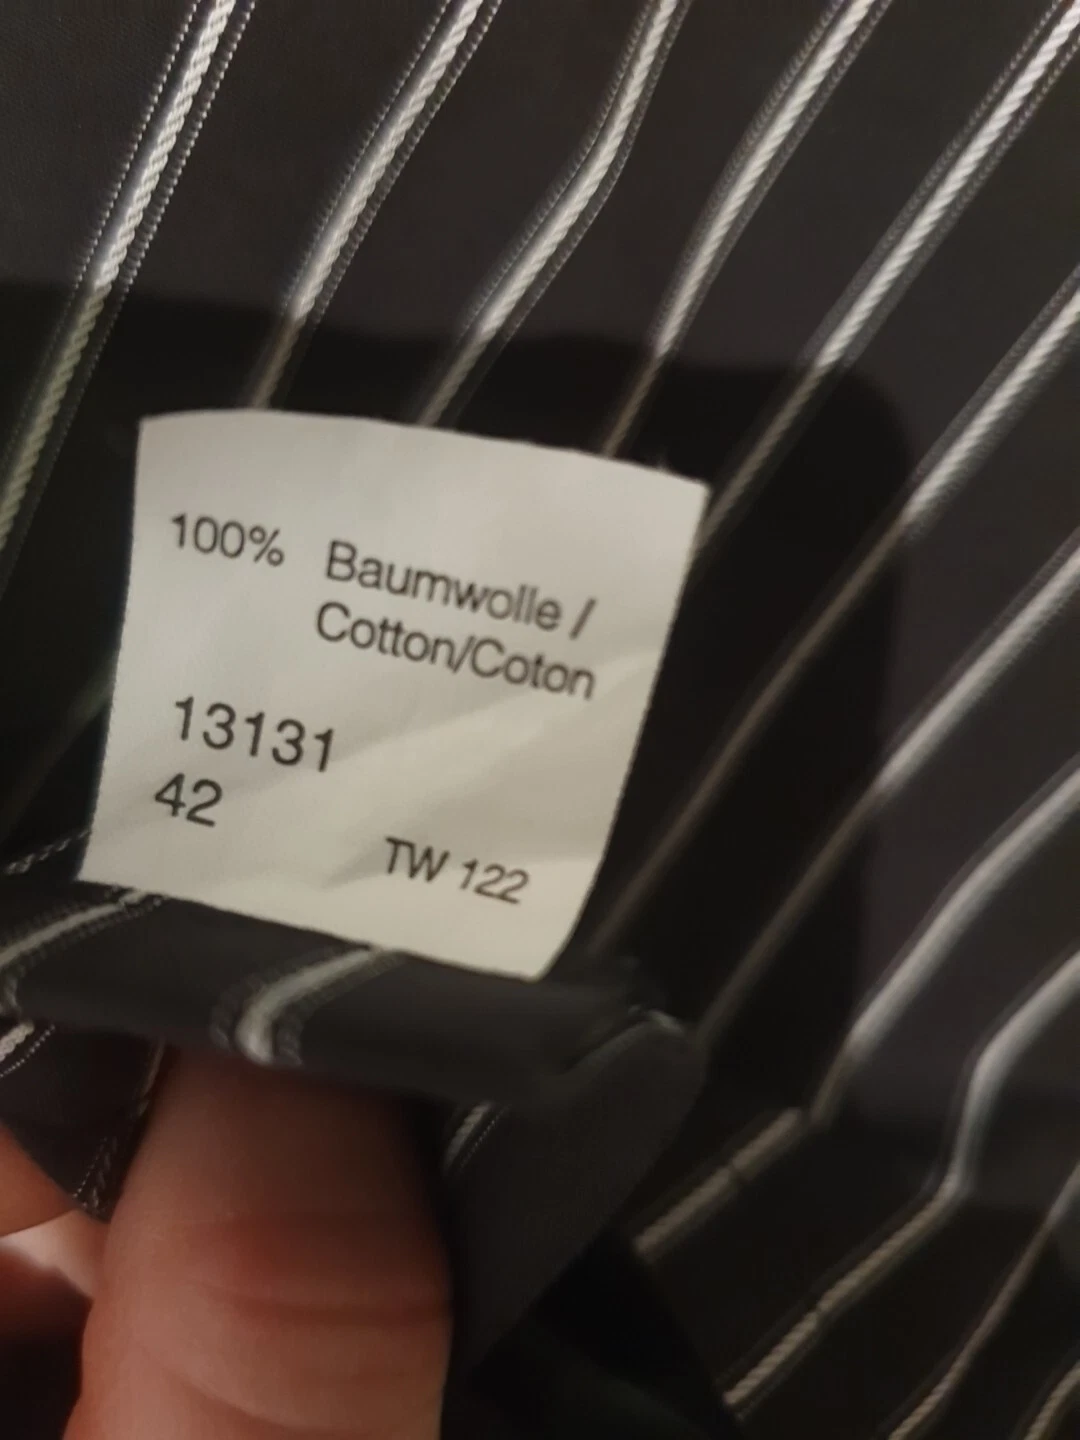 100% Baumwolle /
Cotton/Coton
13131
42
TW 122